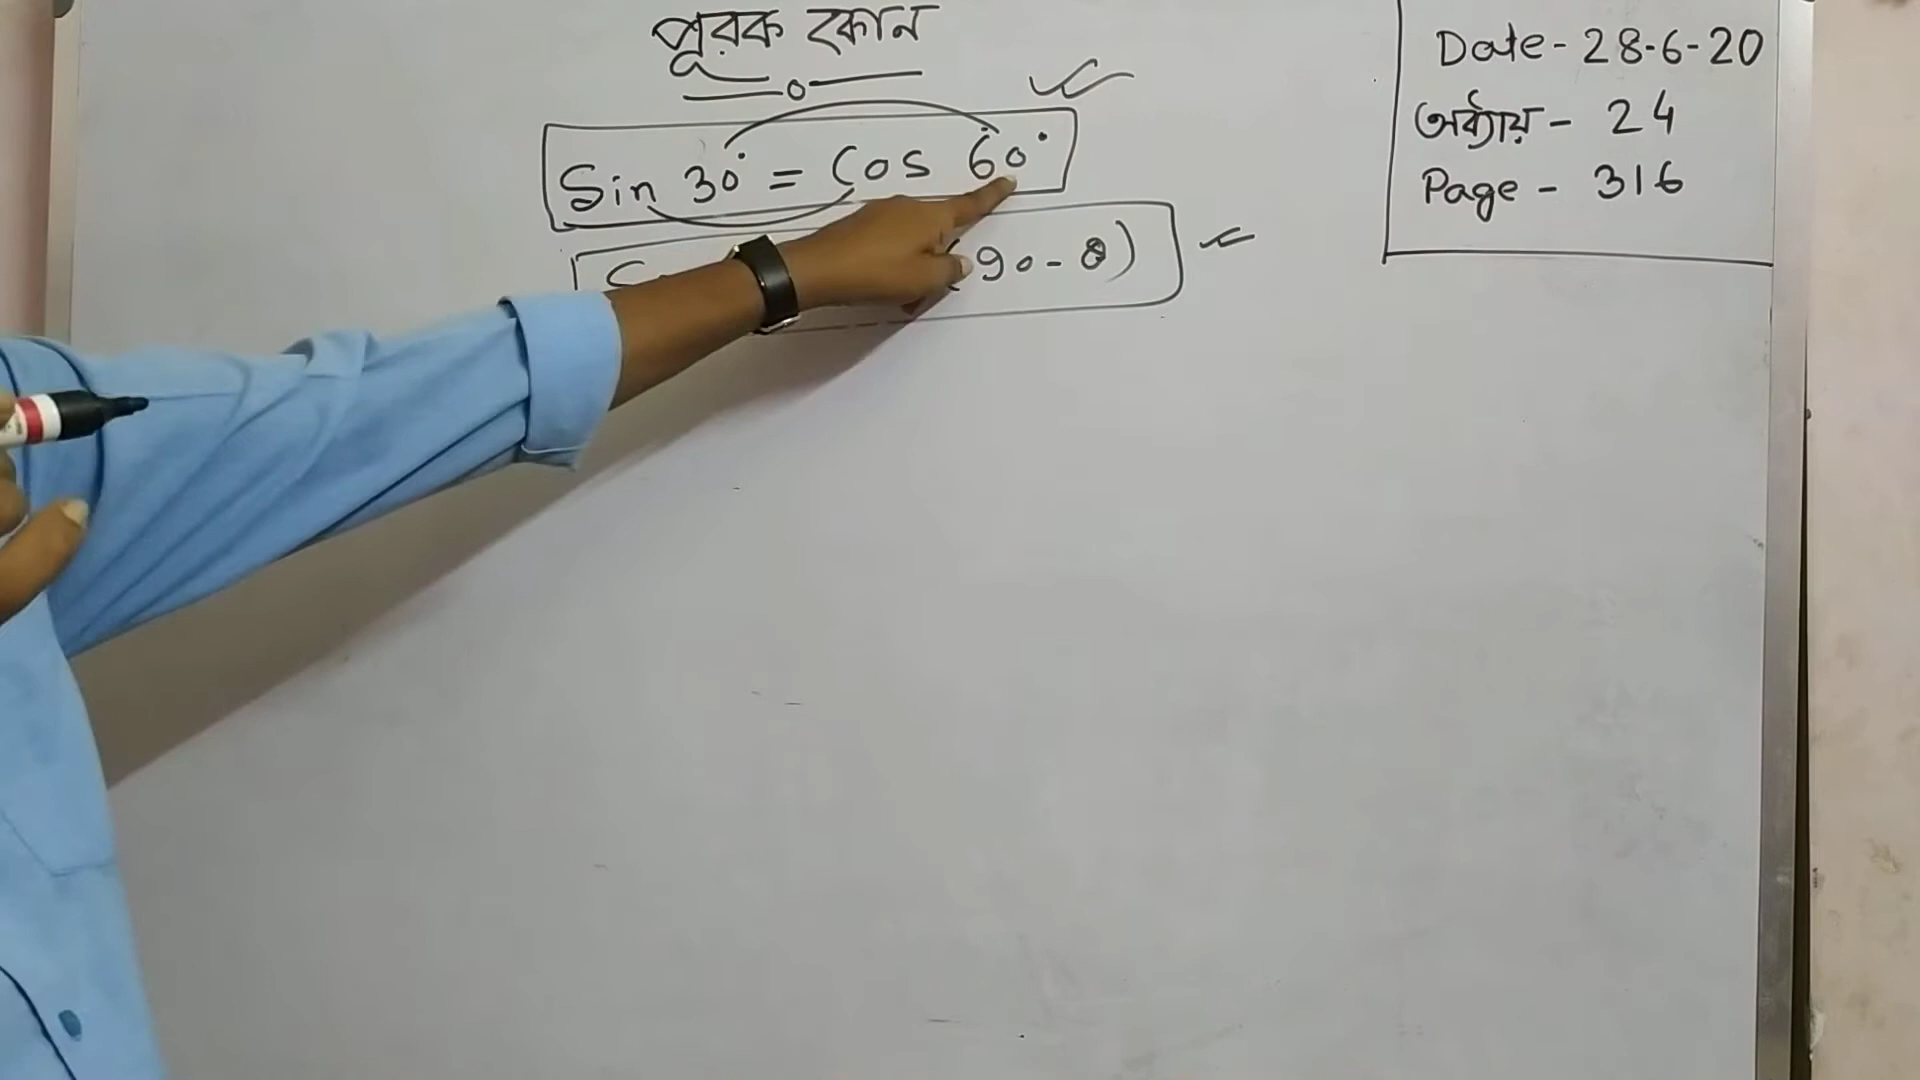 পূরক কোন
Sin 30° = Cos 60°
(90-θ)
Date - 28-6-20
অধ্যায় - 24
Page - 316